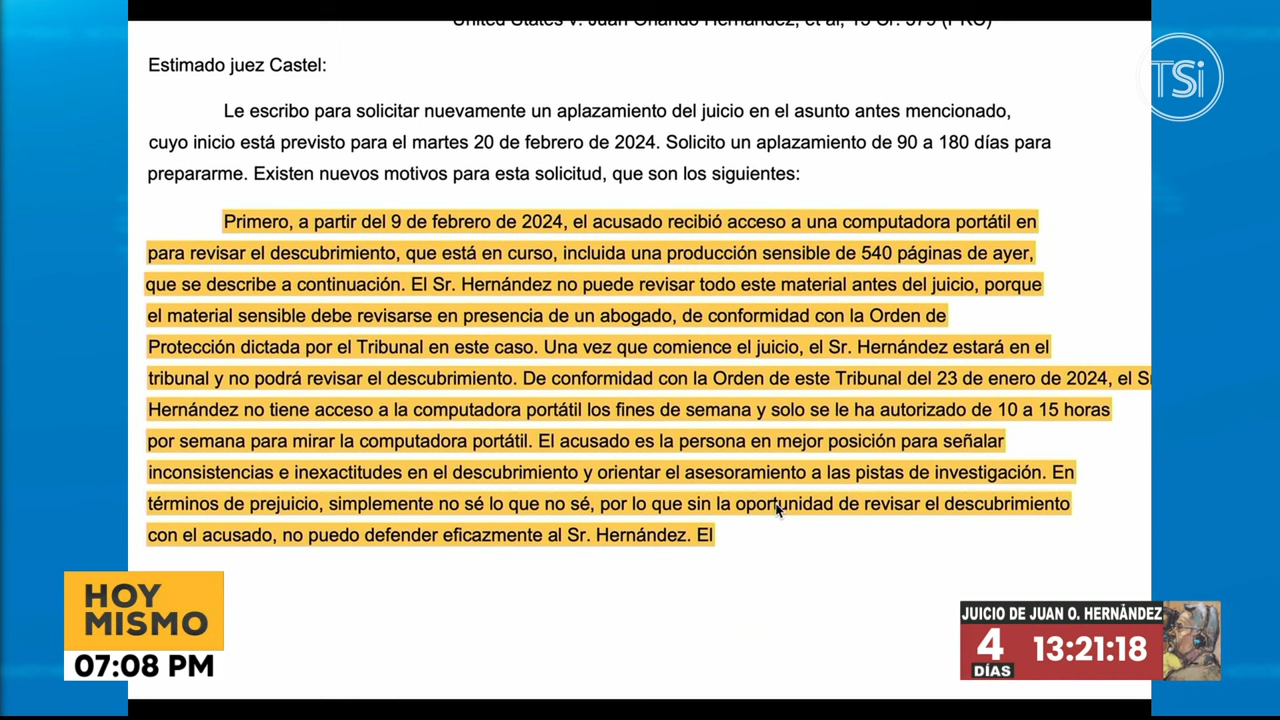 United States v. Juan Orlando Hernández, et al, 15 Cr. 379 (PKC)
TSi
Estimado juez Castel:
Le escribo para solicitar nuevamente un aplazamiento del juicio en el asunto antes mencionado,
cuyo inicio está previsto para el martes 20 de febrero de 2024. Solicito un aplazamiento de 90 a 180 días para
prepararme. Existen nuevos motivos para esta solicitud, que son los siguientes:
Primero, a partir del 9 de febrero de 2024, el acusado recibió acceso a una computadora portátil en
para revisar el descubrimiento, que está en curso, incluida una producción sensible de 540 páginas de ayer,
que se describe a continuación. El Sr. Hernández no puede revisar todo este material antes del juicio, porque
el material sensible debe revisarse en presencia de un abogado, de conformidad con la Orden de
Protección dictada por el Tribunal en este caso. Una vez que comience el juicio, el Sr. Hernández estará en el
tribunal y no podrá revisar el descubrimiento. De conformidad con la Orden de este Tribunal del 23 de enero de 2024, el
Hernández no tiene acceso a la computadora portátil los fines de semana y solo se le ha autorizado de 10 a 15 horas
por semana para mirar la computadora portátil. El acusado es la persona en mejor posición para señalar
inconsistencias e inexactitudes en el descubrimiento y orientar el asesoramiento a las pistas de investigación. En
términos de prejuicio, simplemente no sé lo que no sé, por lo que sin la oportunidad de revisar el descubrimiento
con el acusado, no puedo defender eficazmente al Sr. Hernández. El
HOY
MISMO
07:08 PM
JUICIO DE JUAN O. HERNÁNDEZ
4
DÍAS
13:21:18